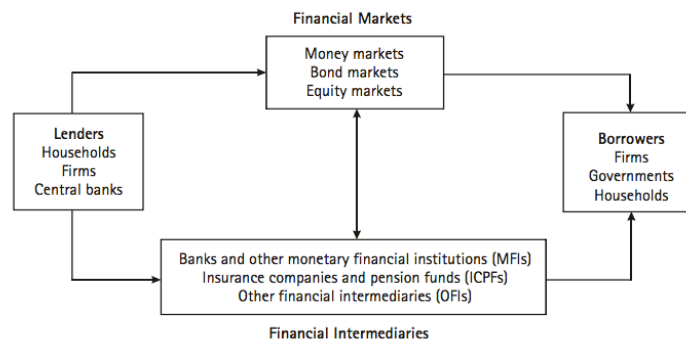 Financial Markets
Money markets
Bond markets
Equity markets
Lenders
Households
Firms
Central banks
Borrowers
Firms
Governments
Households
Banks and other monetary financial institutions (MFIs)
Insurance companies and pension funds (ICPFs)
Other financial intermediaries (OFIs)
Financial Intermediaries